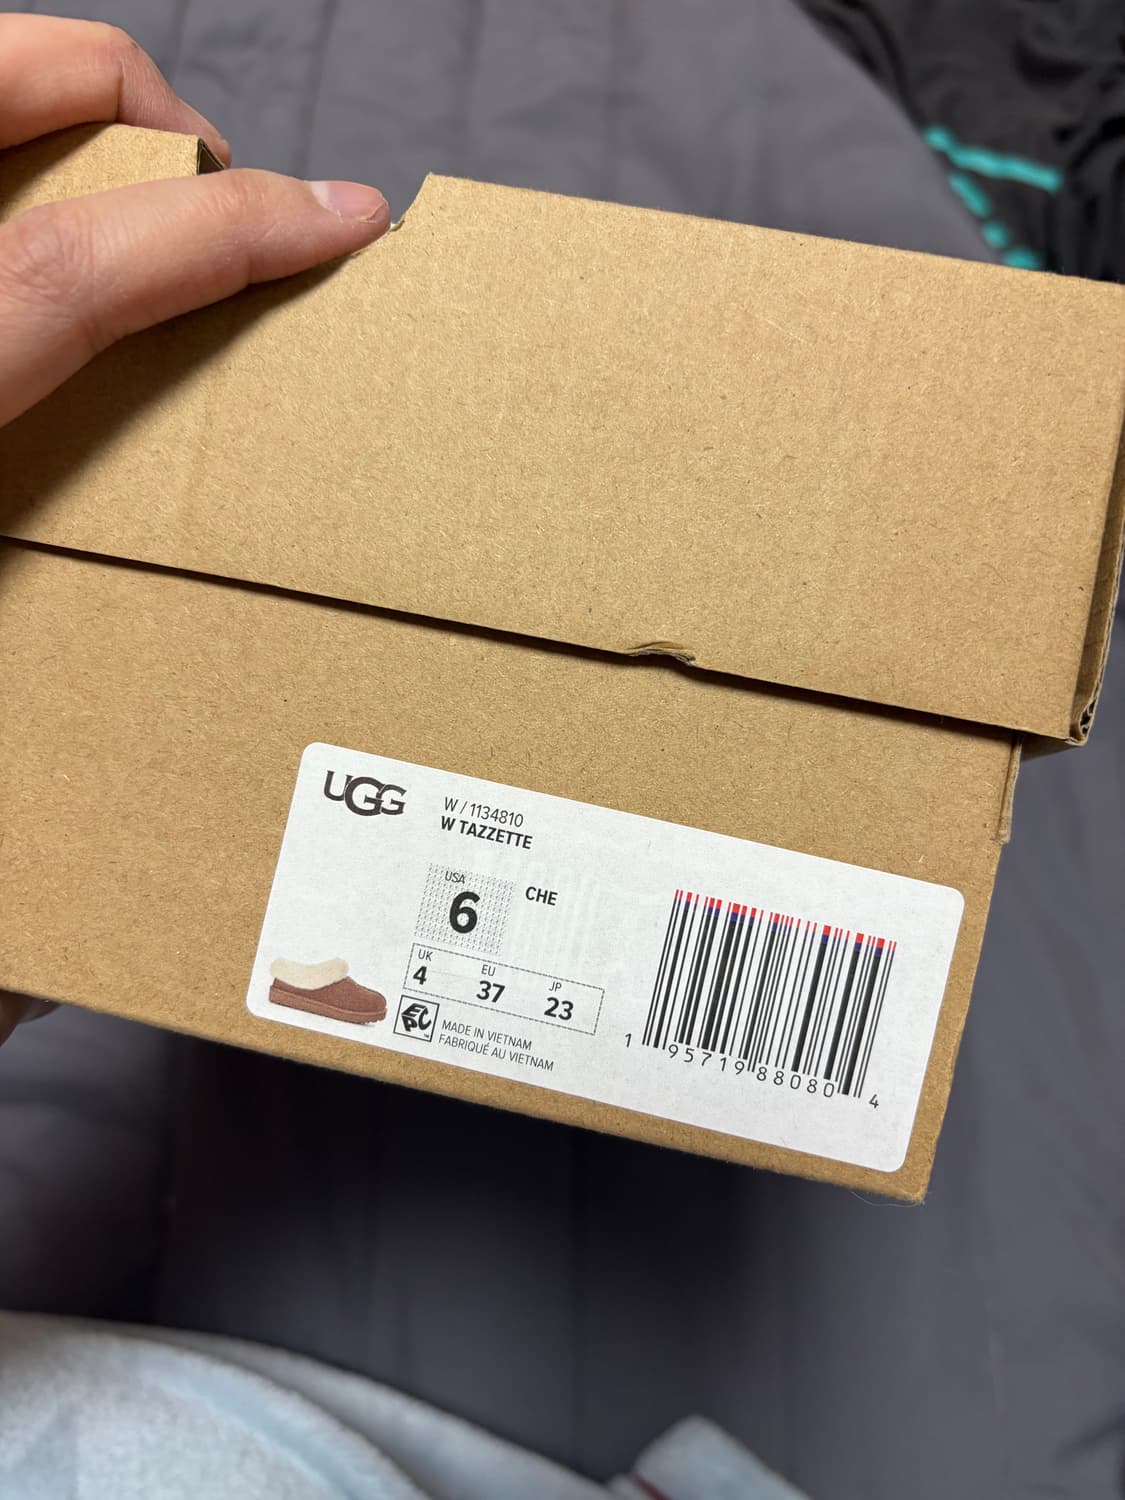 UGG
W / 1134810
W TAZZETTE
USA
6
CHE
UK
4
EU
37
JP
23
EPC
MADE IN VIETNAM
FABRIQUÉ AU VIETNAM
1 95719 88080 4